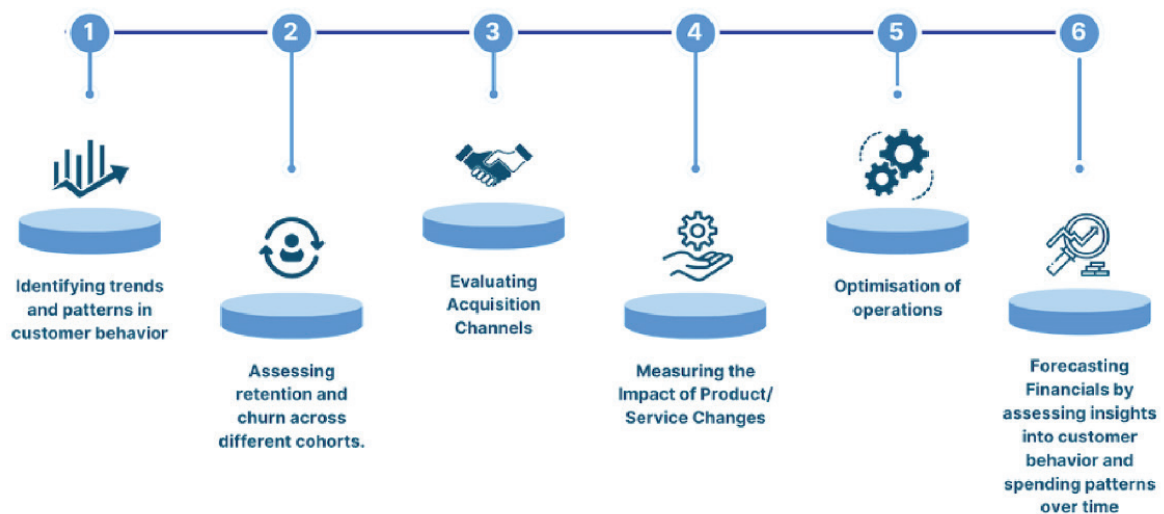 1
2
3
4
5
6
Identifying trends
and patterns in
customer behavior
Assessing
retention and
churn across
different cohorts.
Evaluating
Acquisition
Channels
Measuring the
Impact of Product/
Service Changes
Optimisation of
operations
Forecasting
Financials by
assessing insights
into customer
behavior and
spending patterns
over time